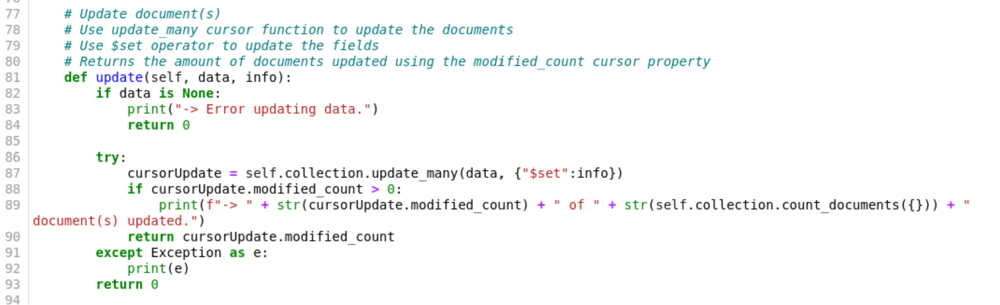 77     # Update document(s)
78     # Use update_many cursor function to update the documents
79     # Use $set operator to update the fields
80     # Returns the amount of documents updated using the modified_count cursor property
81     def update(self, data, info):
82         if data is None:
83             print("-> Error updating data.")
84             return 0
85
86         try:
87             cursorUpdate = self.collection.update_many(data, {"$set":info})
88             if cursorUpdate.modified_count > 0:
89                 print(f"-> " + str(cursorUpdate.modified_count) + " of " + str(self.collection.count_documents({})) + "
document(s) updated.")
90             return cursorUpdate.modified_count
91         except Exception as e:
92             print(e)
93         return 0
94